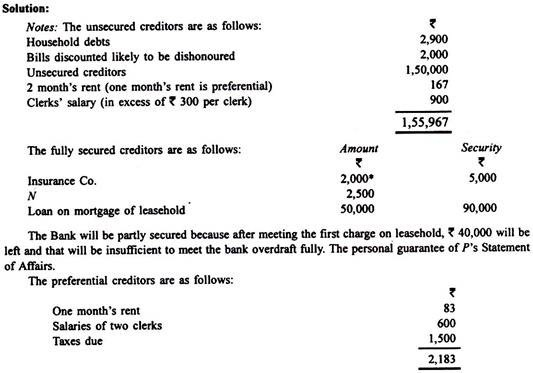 Solution:
Notes: The unsecured creditors are as follows: ₹
Household debts 2,900
Bills discounted likely to be dishonoured 2,000
Unsecured creditors 1,50,000
2 month's rent (one month's rent is preferential) 167
Clerks' salary (in excess of ₹ 300 per clerk) 900
1,55,967
The fully secured creditors are as follows: Amount Security
₹ ₹
Insurance Co. 2,000* 5,000
N 2,500
Loan on mortgage of leasehold 50,000 90,000
The Bank will be partly secured because after meeting the first charge on leasehold, ₹ 40,000 will be
left and that will be insufficient to meet the bank overdraft fully. The personal guarantee of P's Statement
of Affairs.
The preferential creditors are as follows:
₹
One month's rent 83
Salaries of two clerks 600
Taxes due 1,500
2,183